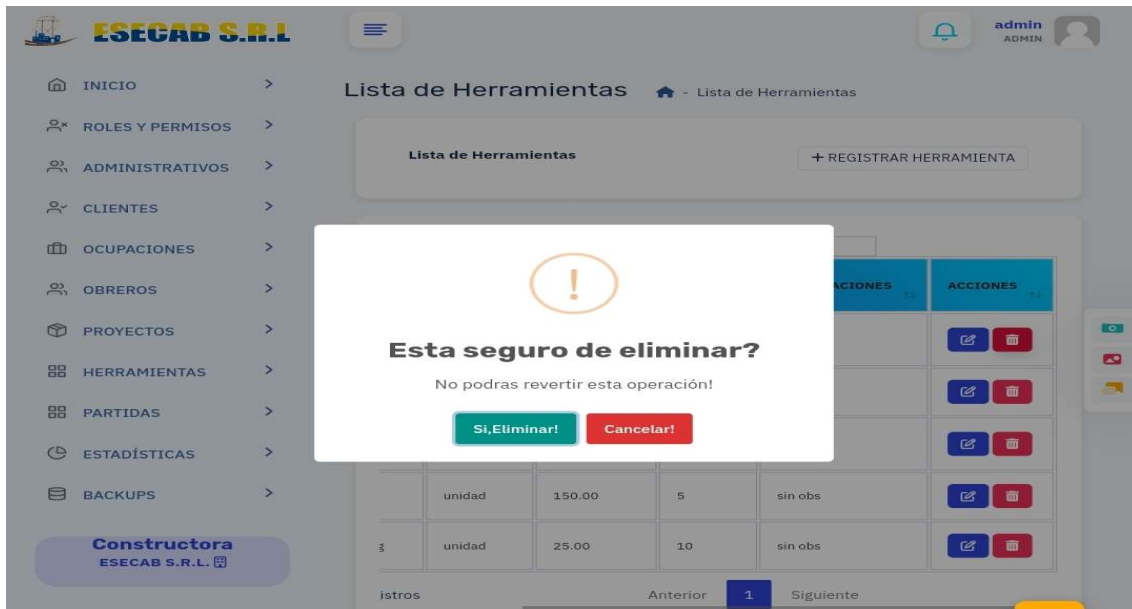 ESECAB S.R.L
admin
ADMIN
INICIO
ROLES Y PERMISOS
ADMINISTRATIVOS
CLIENTES
OCUPACIONES
OBREROS
PROYECTOS
HERRAMIENTAS
PARTIDAS
ESTADÍSTICAS
BACKUPS
Constructora
ESECAB S.R.L.
Lista de Herramientas - Lista de Herramientas
Lista de Herramientas + REGISTRAR HERRAMIENTA
ACIONES ACCIONES
Esta seguro de eliminar?
No podras revertir esta operación!
Si,Eliminar! Cancelar!
unidad 150.00 5 sin obs
g unidad 25.00 10 sin obs
istros Anterior 1 Siguiente